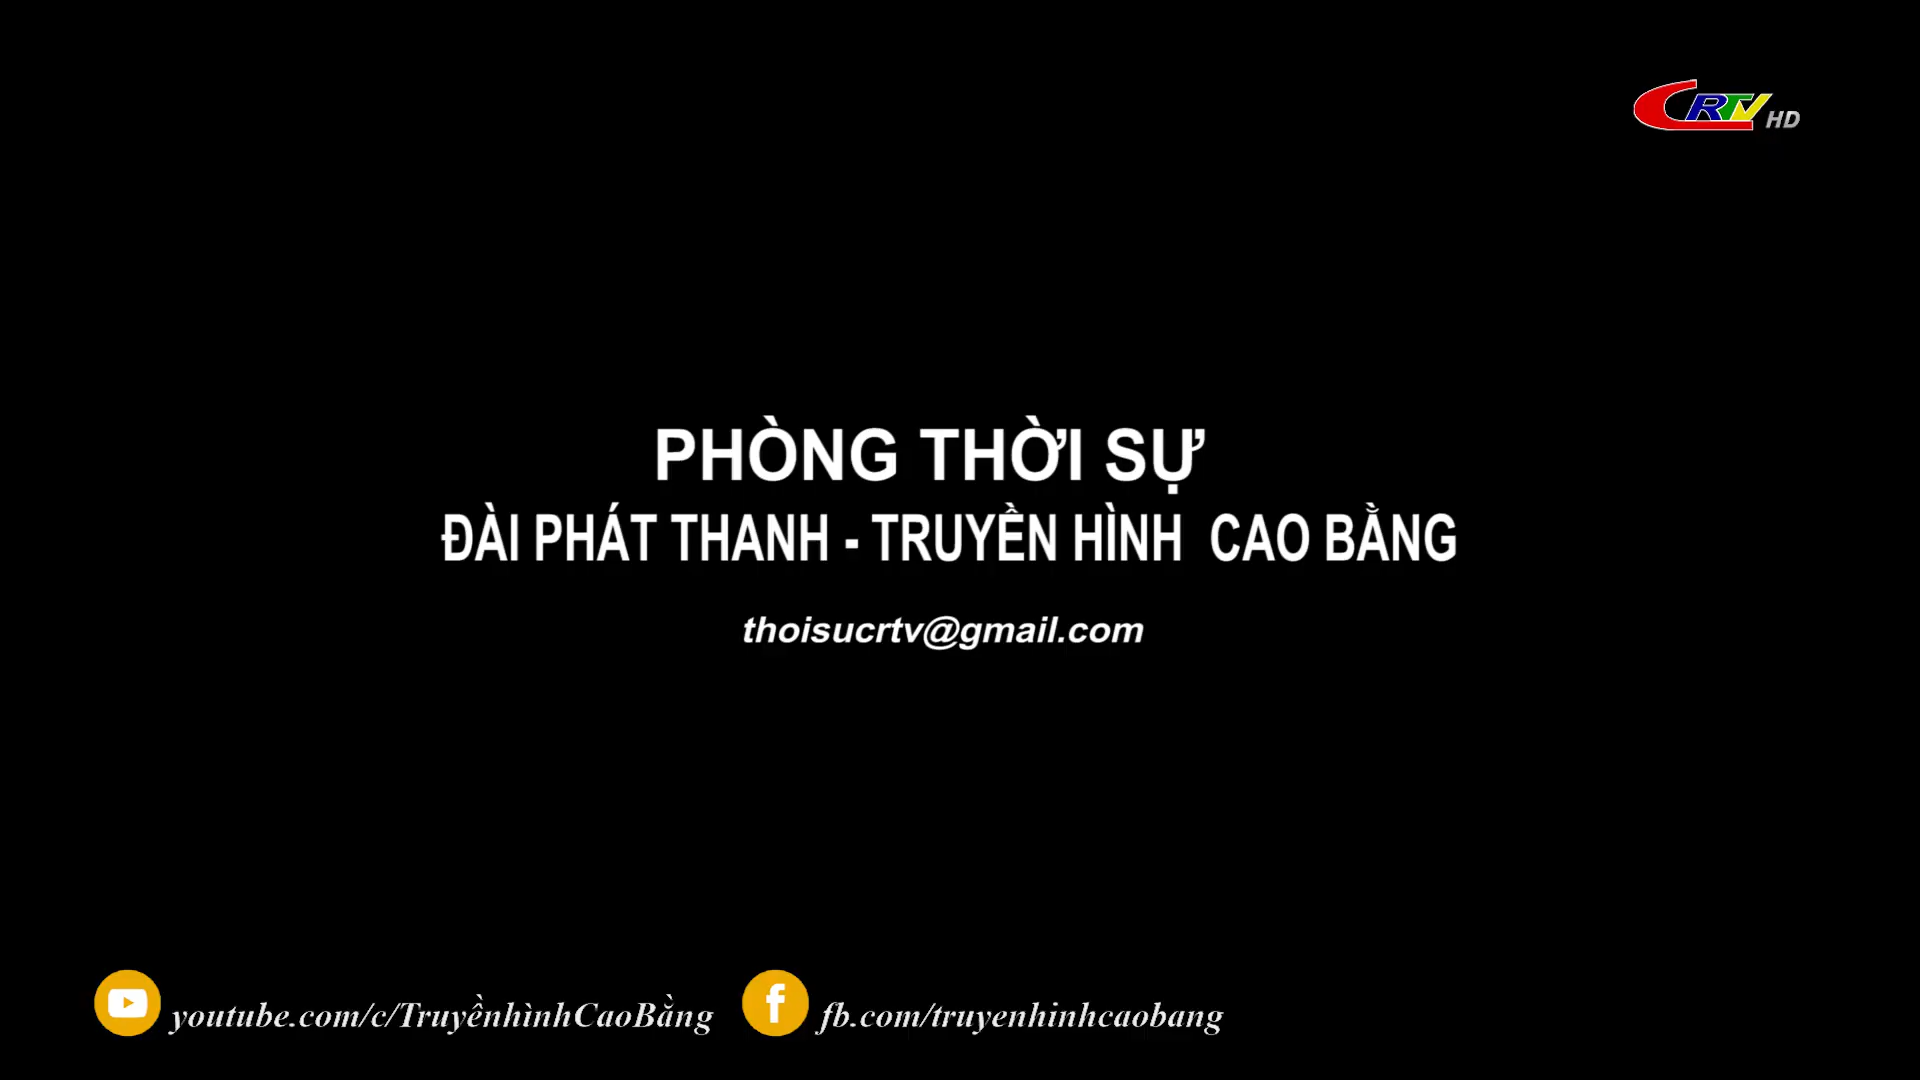 CRTV HD
PHÒNG THỜI SỰ
ĐÀI PHÁT THANH - TRUYỀN HÌNH CAO BẰNG
thoisucrtv@gmail.com
youtube.com/c/TruyềnhìnhCaoBằng
fb.com/truyenhinhcaobang